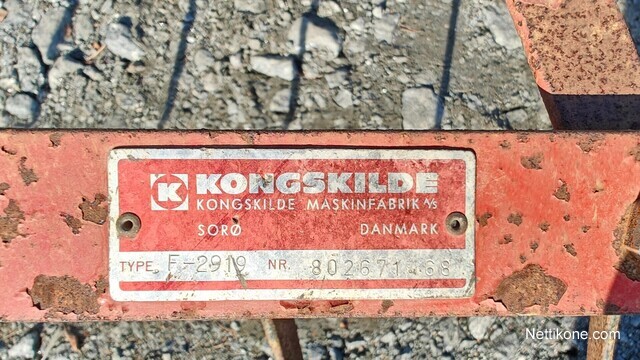 K KONGSKILDE
KONGSKILDE MASKINFABRIK A/S
SORØ DANMARK
TYPE F-2919 NR. 802671 68
Nettikone.com